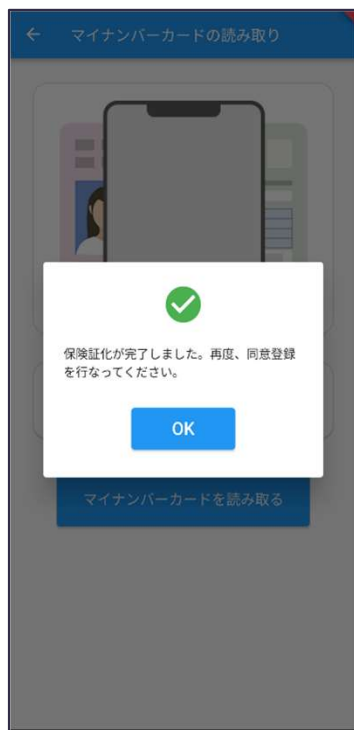 マイナンバーカードの読み取り
保険証化が完了しました。再度、同意登録
を行なってください。
OK
マイナンバーカードを読み取る